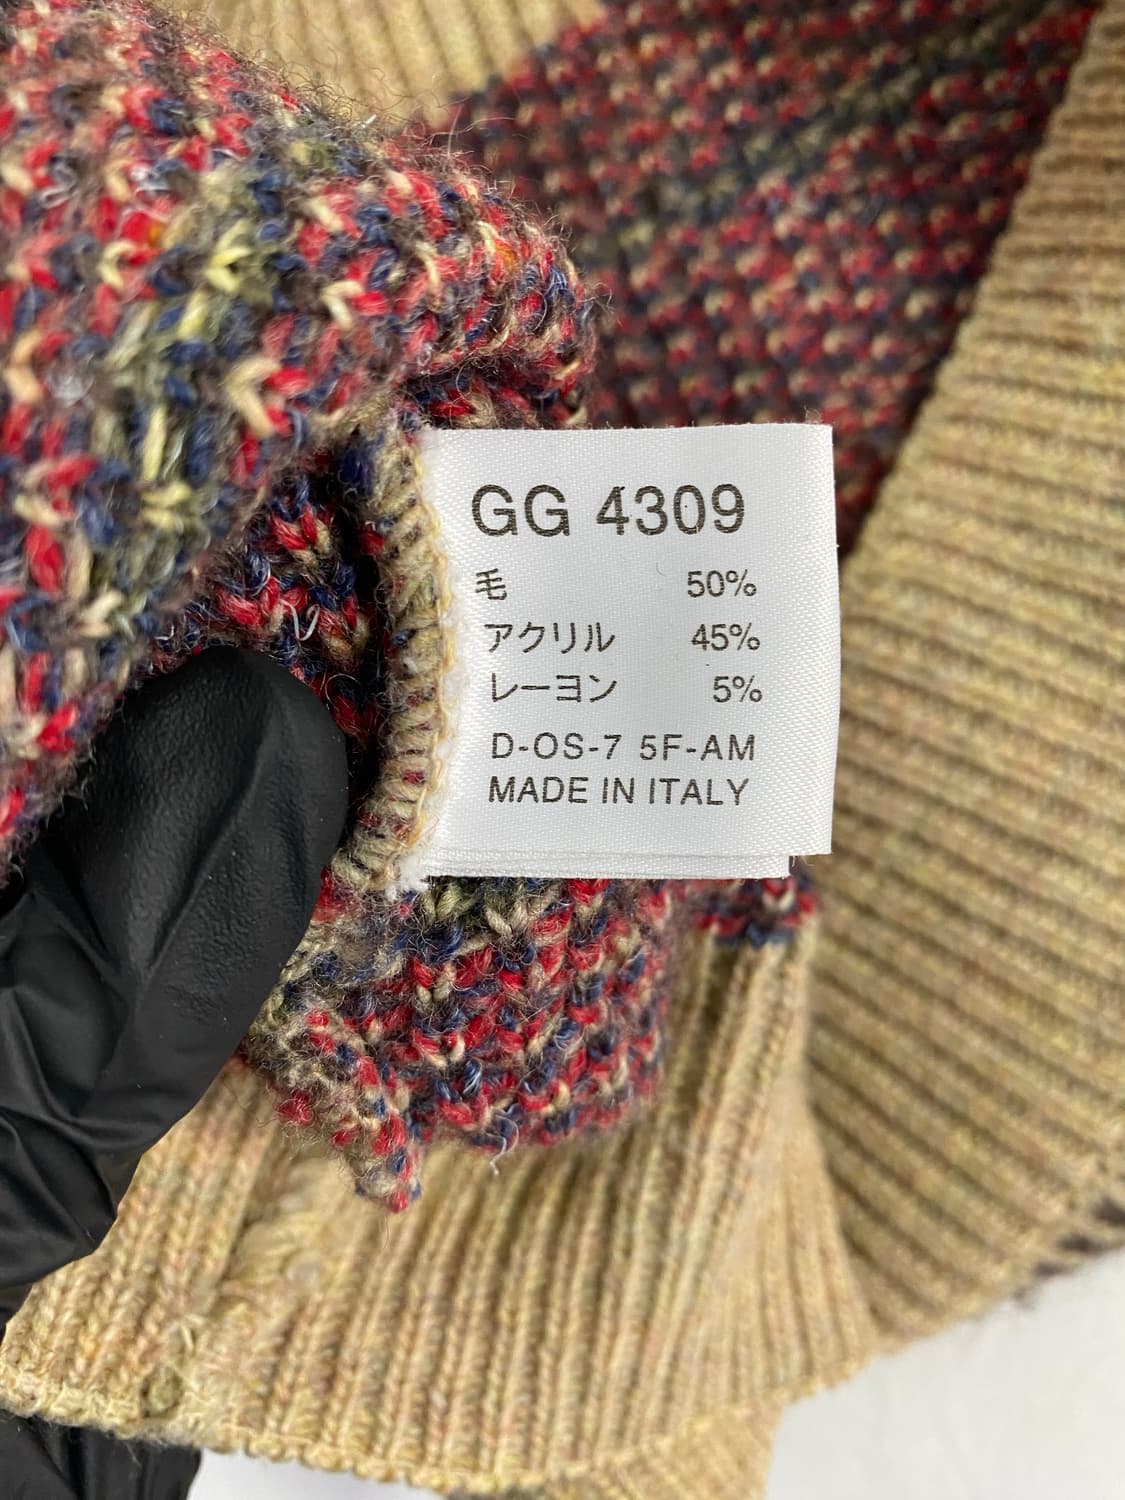 GG 4309
毛 50%
アクリル 45%
レーヨン 5%
D-OS-7 5F-AM
MADE IN ITALY